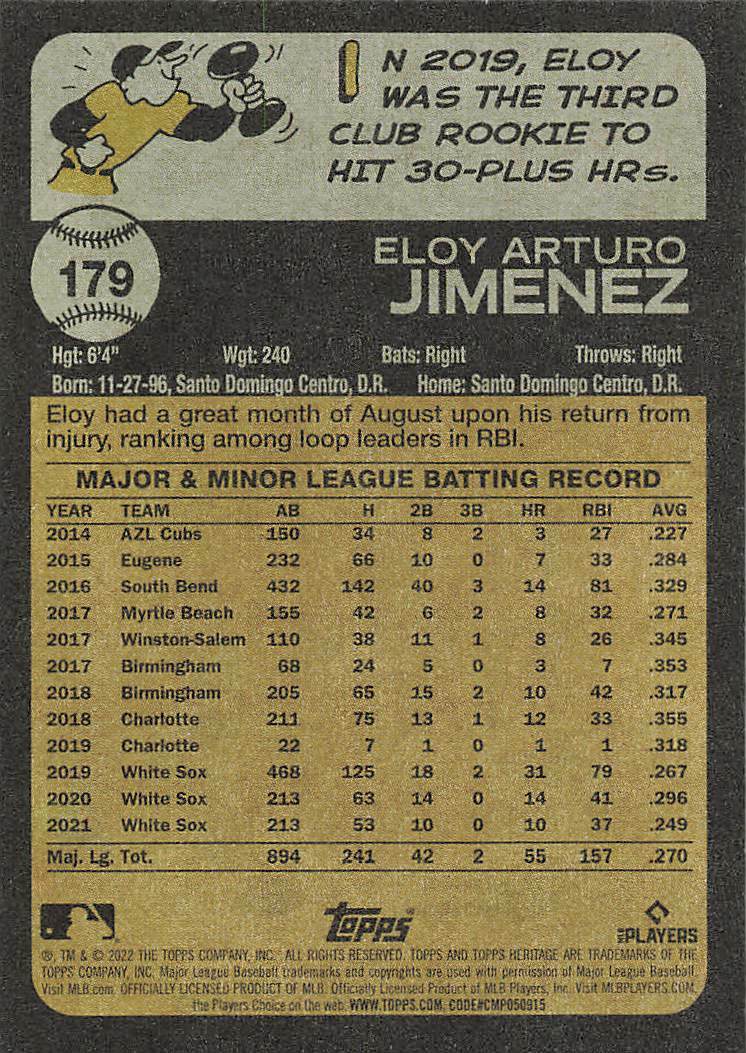 IN 2019, ELOY
WAS THE THIRD
CLUB ROOKIE TO
HIT 30-PLUS HRs.
179
ELOY ARTURO
JIMENEZ
Hgt: 6'4" Wgt: 240 Bats: Right Throws: Right
Born: 11-27-96, Santo Domingo Centro, D.R. Home: Santo Domingo Centro, D.R.
Eloy had a great month of August upon his return from
injury, ranking among loop leaders in RBI.
MAJOR & MINOR LEAGUE BATTING RECORD
YEAR TEAM AB H 2B 3B HR RBI AVG
2014 AZL Cubs 150 34 8 2 3 27 .227
2015 Eugene 232 66 10 0 7 33 .284
2016 South Bend 432 142 40 3 14 81 .329
2017 Myrtle Beach 155 42 6 2 8 32 .271
2017 Winston-Salem 110 38 11 1 8 26 .345
2017 Birmingham 68 24 5 0 3 7 .353
2018 Birmingham 205 65 15 2 10 42 .317
2018 Charlotte 211 75 13 1 12 33 .355
2019 Charlotte 22 7 1 0 1 1 .318
2019 White Sox 468 125 18 2 31 79 .267
2020 White Sox 213 63 14 0 14 41 .296
2021 White Sox 213 53 10 0 10 37 .249
Maj. Lg. Tot. 894 241 42 2 55 157 .270
topps
MLB PLAYERS
®, TM & © 2022 THE TOPPS COMPANY, INC. ALL RIGHTS RESERVED. TOPPS AND TOPPS HERITAGE ARE TRADEMARKS OF THE
TOPPS COMPANY, INC. Major League Baseball trademarks and copyrights are used with permission of Major League Baseball.
Visit MLB.com. OFFICIALLY LICENSED PRODUCT OF MLB. Officially Licensed Product of MLB Players, Inc. Visit MLBPLAYERS.COM,
the Players Choice on the web. WWW.TOPPS.COM. CODE#CMP050915